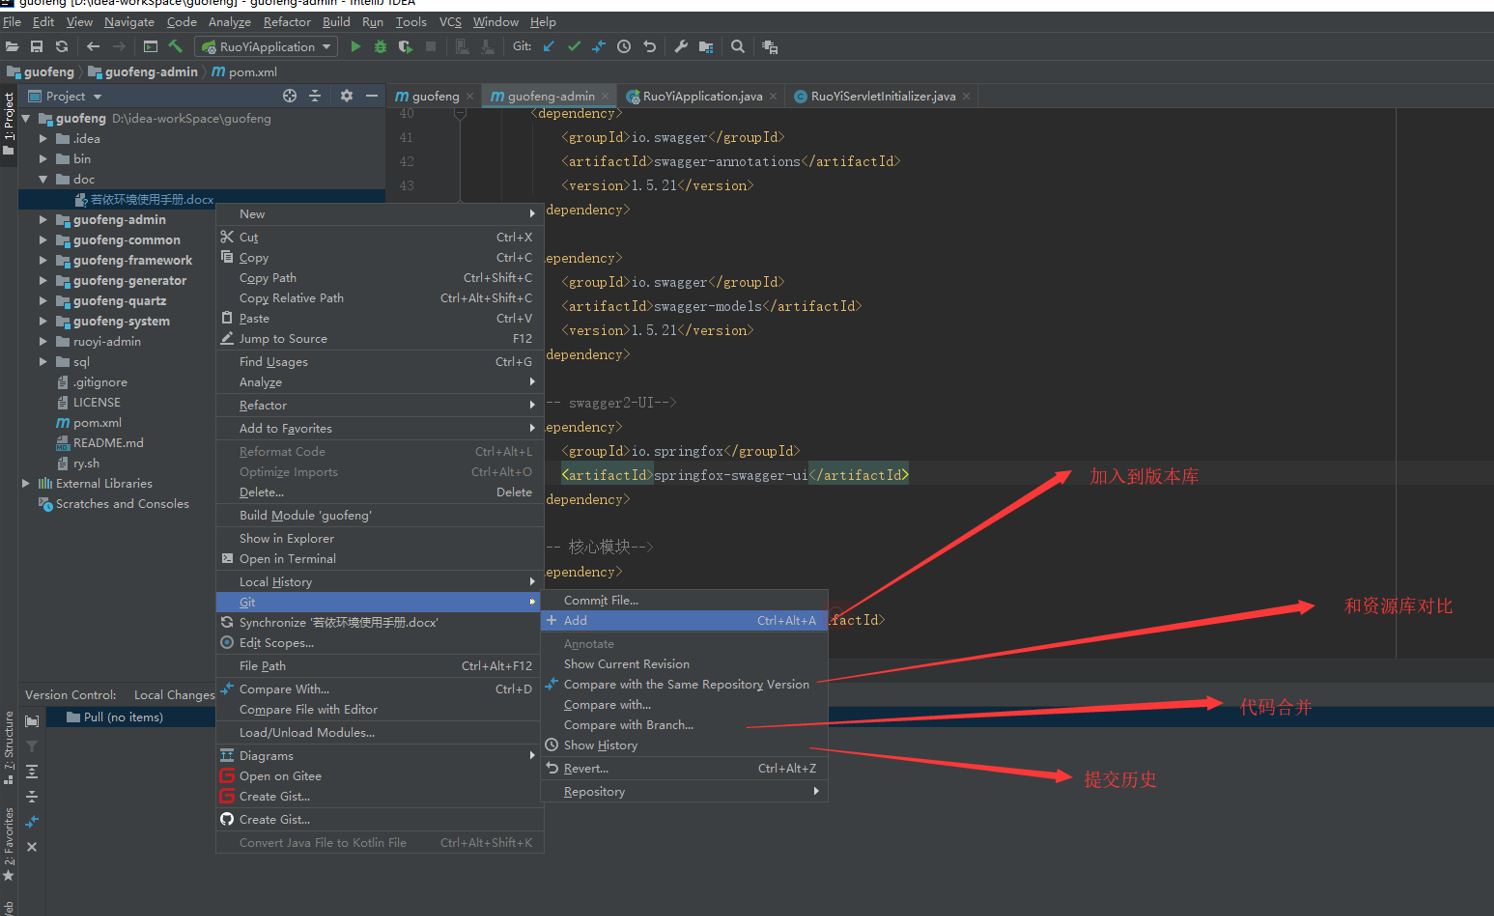 guofeng [D:\idea-workSpace\guofeng] - guofeng-admin - IntelliJ IDEA
File Edit View Navigate Code Analyze Refactor Build Run Tools VCS Window Help
RuoYiApplication Git:
guofeng guofeng-admin pom.xml
1: Project
Project
guofeng guofeng-admin RuoYiApplication.java RuoYiServletInitializer.java
guofeng D:\idea-workSpace\guofeng
.idea
bin
doc
若依环境使用手册.docx
guofeng-admin
guofeng-common
guofeng-framework
guofeng-generator
guofeng-quartz
guofeng-system
ruoyi-admin
sql
.gitignore
LICENSE
pom.xml
README.md
ry.sh
External Libraries
Scratches and Consoles
40 <dependency>
41 <groupId>io.swagger</groupId>
42 <artifactId>swagger-annotations</artifactId>
43 <version>1.5.21</version>
dependency>
ependency>
<groupId>io.swagger</groupId>
<artifactId>swagger-models</artifactId>
<version>1.5.21</version>
dependency>
-- swagger2-UI-->
ependency>
<groupId>io.springfox</groupId>
<artifactId>springfox-swagger-ui</artifactId>
dependency>
-- 核心模块-->
ependency>
ifactId>
New
Cut Ctrl+X
Copy Ctrl+C
Copy Path Ctrl+Shift+C
Copy Relative Path Ctrl+Alt+Shift+C
Paste Ctrl+V
Jump to Source F12
Find Usages Ctrl+G
Analyze
Refactor
Add to Favorites
Reformat Code Ctrl+Alt+L
Optimize Imports Ctrl+Alt+O
Delete... Delete
Build Module 'guofeng'
Show in Explorer
Open in Terminal
Local History
Git
Synchronize '若依环境使用手册.docx'
Edit Scopes...
File Path Ctrl+Alt+F12
Compare With... Ctrl+D
Compare File with Editor
Load/Unload Modules...
Diagrams
Open on Gitee
Create Gist...
Create Gist...
Convert Java File to Kotlin File Ctrl+Alt+Shift+K
Commit File...
Add Ctrl+Alt+A
Annotate
Show Current Revision
Compare with the Same Repository Version
Compare with...
Compare with Branch...
Show History
Revert... Ctrl+Alt+Z
Repository
加入到版本库
和资源库对比
代码合并
提交历史
Version Control: Local Changes
Pull (no items)
7: Structure
2: Favorites